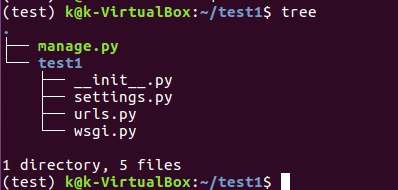 (test) k@k-VirtualBox:~/test1$ tree
.
├── manage.py
└── test1
    ├── __init__.py
    ├── settings.py
    ├── urls.py
    └── wsgi.py

1 directory, 5 files
(test) k@k-VirtualBox:~/test1$